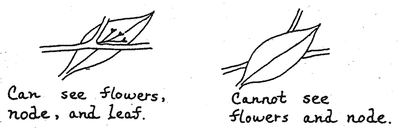 Can see flowers,
node, and leaf.
Cannot see
flowers and node.